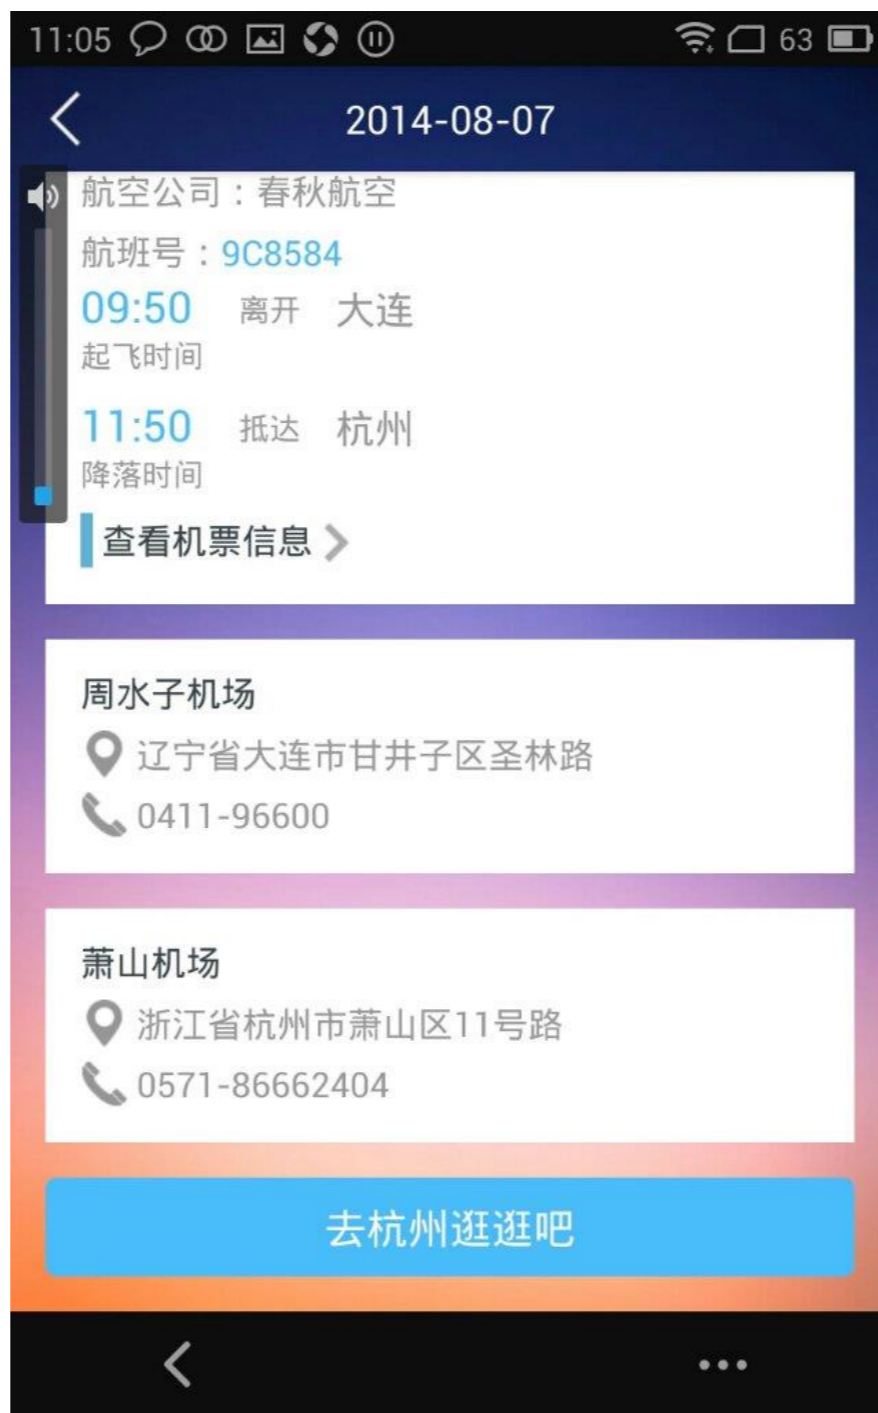 11:05
63
2014-08-07
航空公司：春秋航空
航班号：9C8584
09:50 离开 大连
起飞时间
11:50 抵达 杭州
降落时间
查看机票信息
周水子机场
辽宁省大连市甘井子区圣林路
0411-96600
萧山机场
浙江省杭州市萧山区11号路
0571-86662404
去杭州逛逛吧